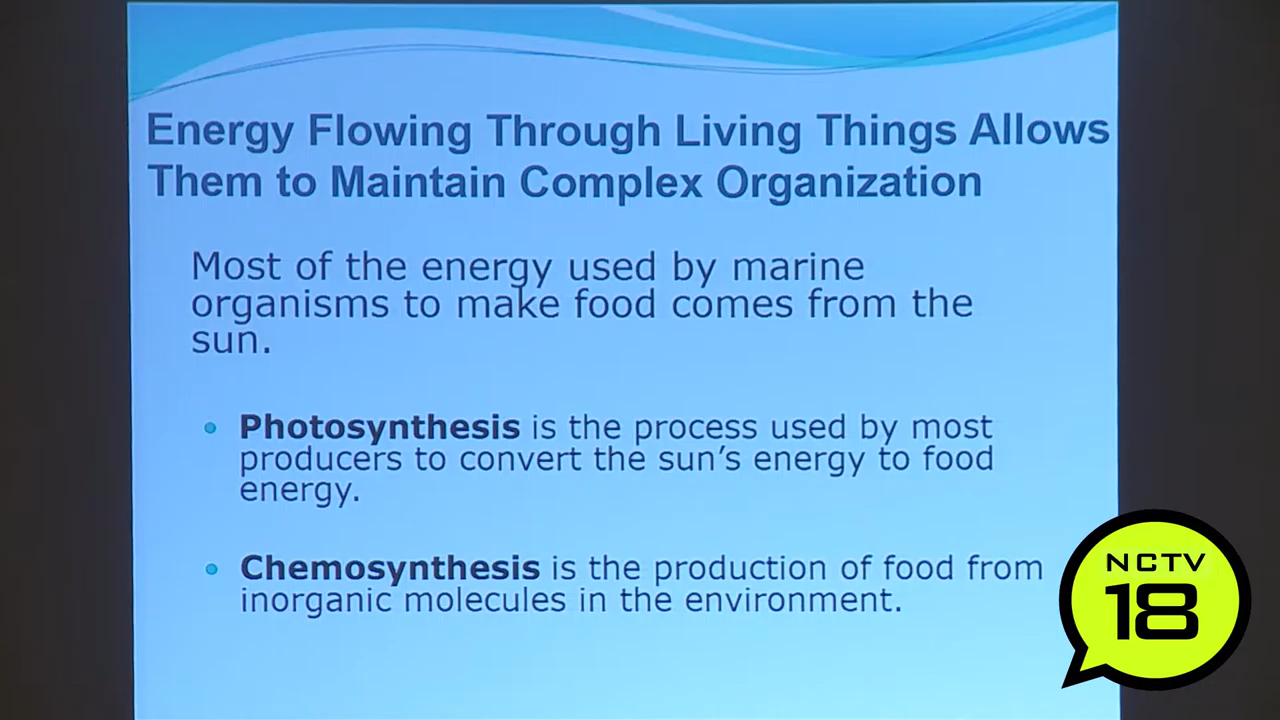 Energy Flowing Through Living Things Allows
Them to Maintain Complex Organization
Most of the energy used by marine
organisms to make food comes from the
sun.
• Photosynthesis is the process used by most
producers to convert the sun’s energy to food
energy.
• Chemosynthesis is the production of food from
inorganic molecules in the environment.
NCTV
18